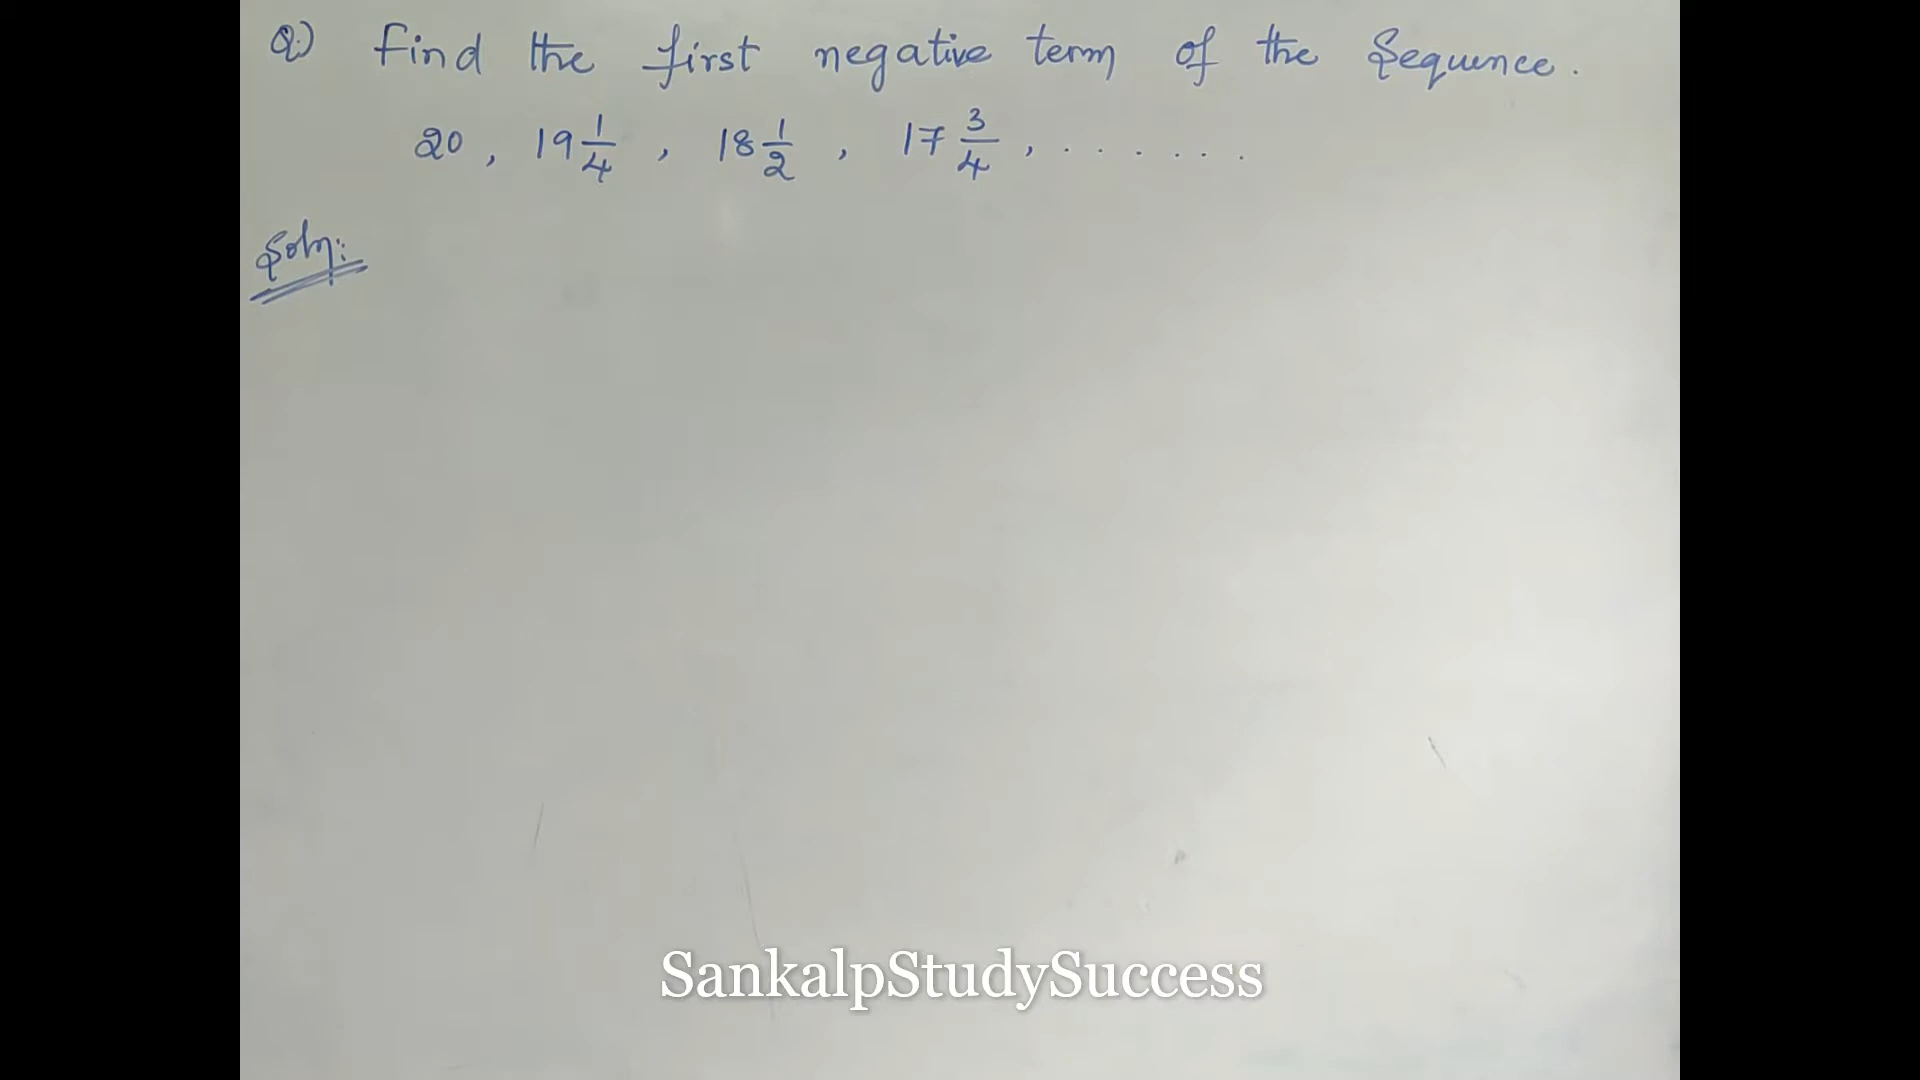 Q) Find the first negative term of the Sequence.
20, 19 1/4, 18 1/2, 17 3/4, .......
Soln:
SankalpStudySuccess